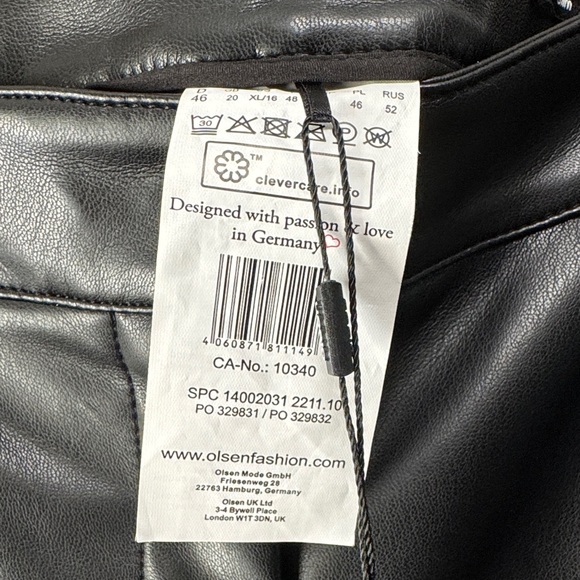 D XL/16 PL RUS
46 20 48 46 52
30
TM
clevercare.info
Designed with passion & love
in Germany
4 060871 811149
CA-No.: 10340
SPC 14002031 2211.10
PO 329831 / PO 329832
www.olsenfashion.com
Olsen Mode GmbH
Friesenweg 28
22763 Hamburg, Germany
Olsen UK Ltd
3-4 Bywell Place
London W1T 3DN, UK